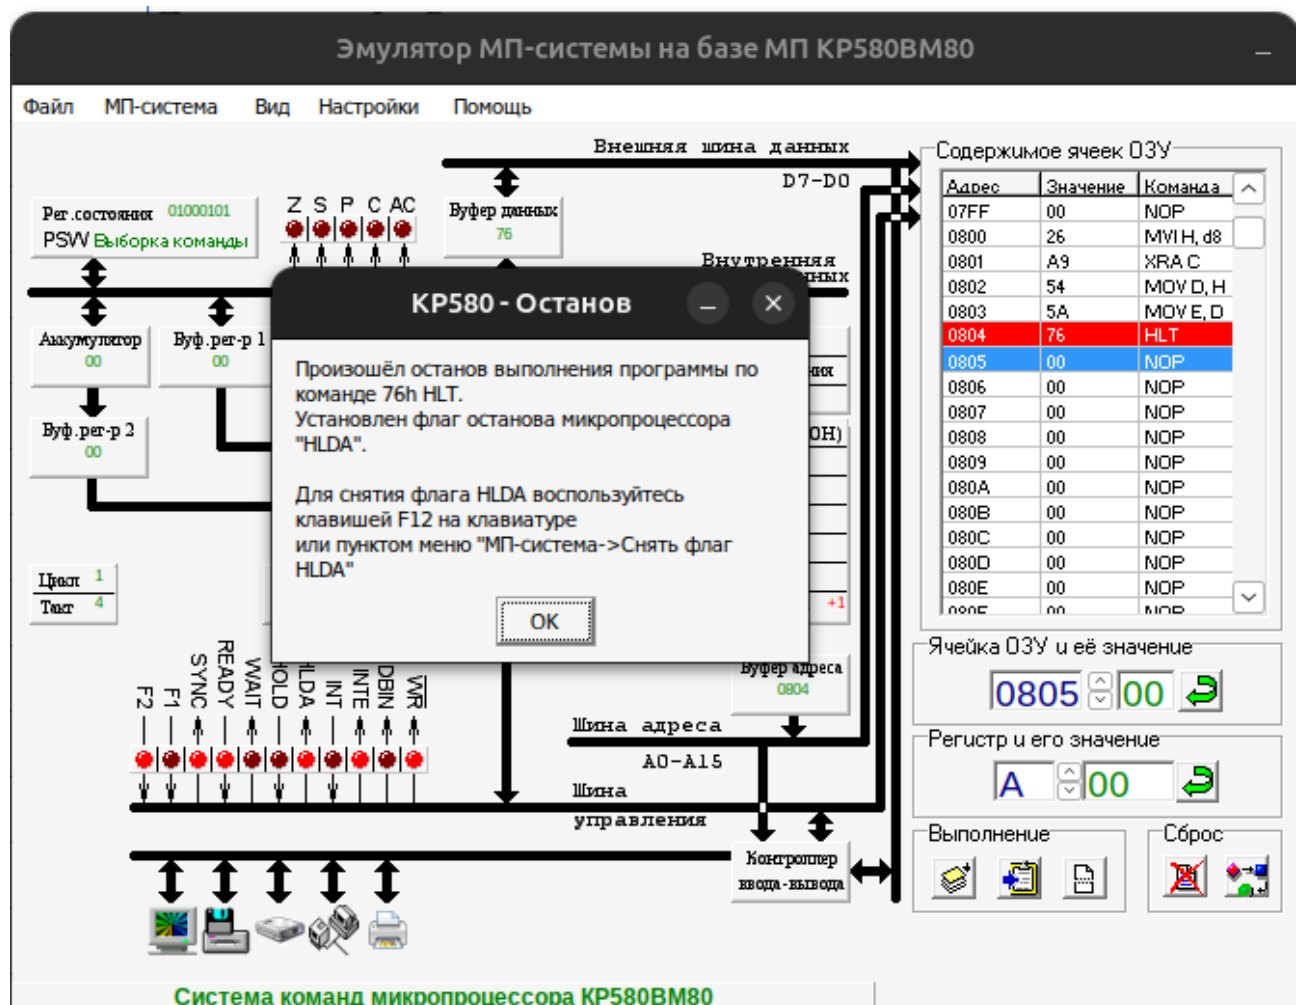 Эмулятор МП-системы на базе МП КР580ВМ80
Файл МП-система Вид Настройки Помощь
Внешняя шина данных
D7-D0
Рег.состояния 01000101
PSW Выборка команды
Z S P C AC
Буфер данных
76
Внутренняя
Аккумулятор
00
Буф.рег-р 1
00
Буф.рег-р 2
00
Цикл 1
Такт 4
КР580 - Останов
Произошёл останов выполнения программы по
команде 76h HLT.
Установлен флаг останова микропроцессора
"HLDA".
Для снятия флага HLDA воспользуйтесь
клавишей F12 на клавиатуре
или пунктом меню "МП-система->Снять флаг
HLDA"
OK
ОН)
+1
Буфер адреса
0804
F2 F1 SYNC READY WAIT HOLD HLDA INT INTE DBIN WR
Шина адреса
A0-A15
Шина
управления
Контроллер
ввода-вывода
Содержимое ячеек ОЗУ
Адрес Значение Команда
07FF 00 NOP
0800 26 MVI H, d8
0801 A9 XRA C
0802 54 MOV D, H
0803 5A MOV E, D
0804 76 HLT
0805 00 NOP
0806 00 NOP
0807 00 NOP
0808 00 NOP
0809 00 NOP
080A 00 NOP
080B 00 NOP
080C 00 NOP
080D 00 NOP
080E 00 NOP
080F 00 NOP
Ячейка ОЗУ и её значение
0805 00
Регистр и его значение
A 00
Выполнение
Сброс
Система команд микропроцессора КР580ВМ80